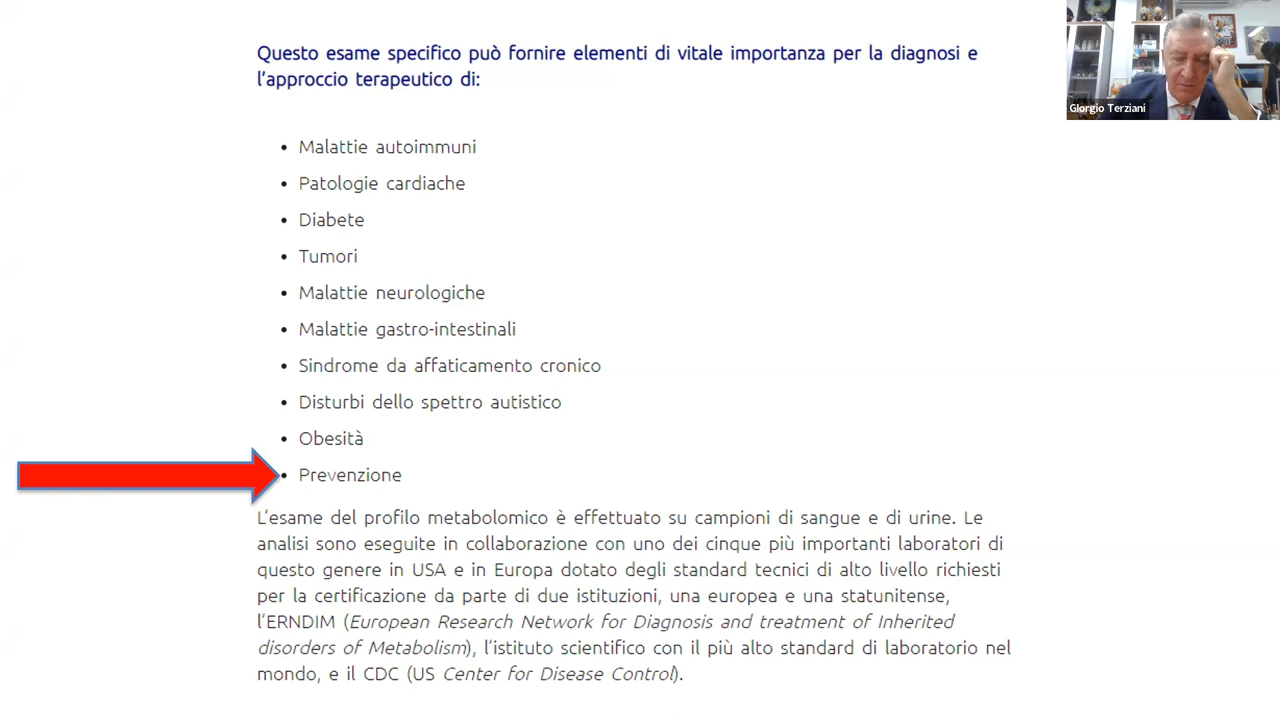 Questo esame specifico può fornire elementi di vitale importanza per la diagnosi e
l'approccio terapeutico di:
• Malattie autoimmuni
• Patologie cardiache
• Diabete
• Tumori
• Malattie neurologiche
• Malattie gastro-intestinali
• Sindrome da affaticamento cronico
• Disturbi dello spettro autistico
• Obesità
• Prevenzione
L'esame del profilo metabolomico è effettuato su campioni di sangue e di urine. Le
analisi sono eseguite in collaborazione con uno dei cinque più importanti laboratori di
questo genere in USA e in Europa dotato degli standard tecnici di alto livello richiesti
per la certificazione da parte di due istituzioni, una europea e una statunitense,
l'ERNDIM (European Research Network for Diagnosis and treatment of Inherited
disorders of Metabolism), l'istituto scientifico con il più alto standard di laboratorio nel
mondo, e il CDC (US Center for Disease Control).
GIorgio Terziani